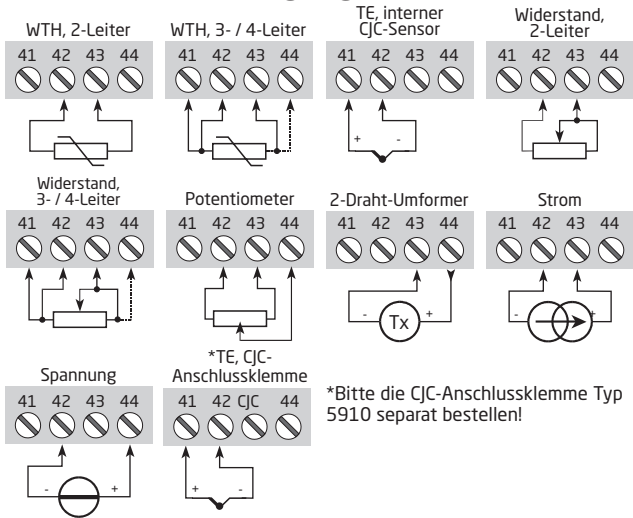 WTH, 2-Leiter
41 42 43 44
WTH, 3- / 4-Leiter
41 42 43 44
TE, interner
CJC-Sensor
41 42 43 44
+ -
Widerstand,
2-Leiter
41 42 43 44
Widerstand,
3- / 4-Leiter
41 42 43 44
Potentiometer
41 42 43 44
2-Draht-Umformer
41 42 43 44
- Tx +
Strom
41 42 43 44
- +
Spannung
41 42 43 44
- +
*TE, CJC-
Anschlussklemme
41 42 CJC 44
+ -
*Bitte die CJC-Anschlussklemme Typ
5910 separat bestellen!